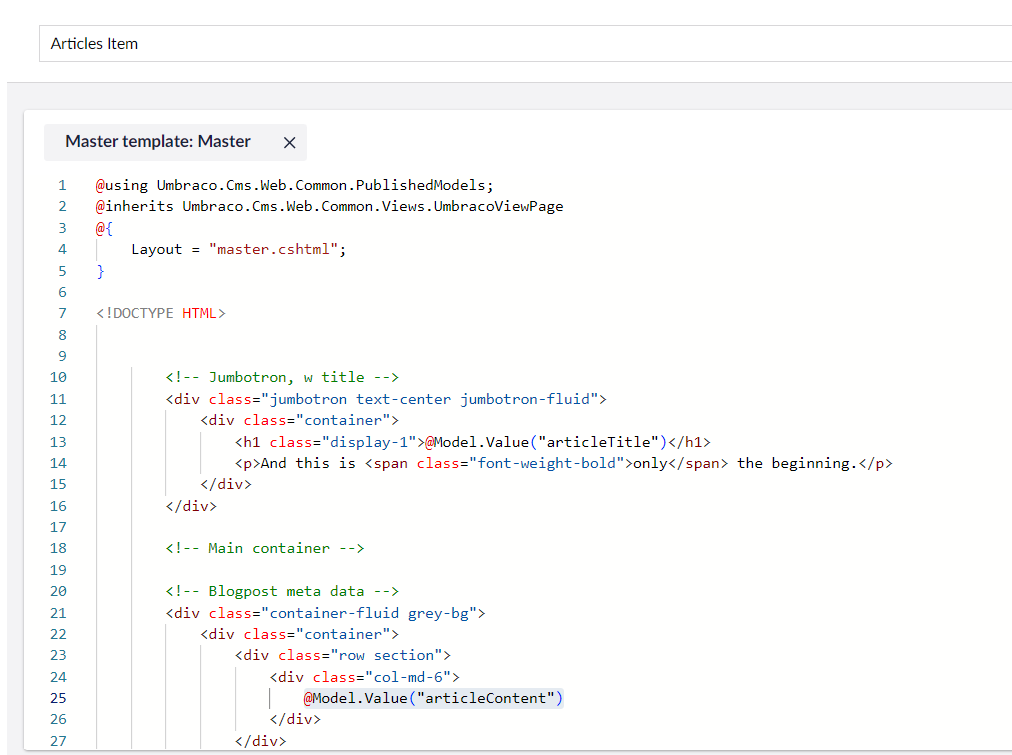 Articles Item
Master template: Master ×
1 @using Umbraco.Cms.Web.Common.PublishedModels;
2 @inherits Umbraco.Cms.Web.Common.Views.UmbracoViewPage
3 @{
4 Layout = "master.cshtml";
5 }
6
7 <!DOCTYPE HTML>
8
9
10 <!-- Jumbotron, w title -->
11 <div class="jumbotron text-center jumbotron-fluid">
12 <div class="container">
13 <h1 class="display-1">@Model.Value("articleTitle")</h1>
14 <p>And this is <span class="font-weight-bold">only</span> the beginning.</p>
15 </div>
16 </div>
17
18 <!-- Main container -->
19
20 <!-- Blogpost meta data -->
21 <div class="container-fluid grey-bg">
22 <div class="container">
23 <div class="row section">
24 <div class="col-md-6">
25 @Model.Value("articleContent")
26 </div>
27 </div>